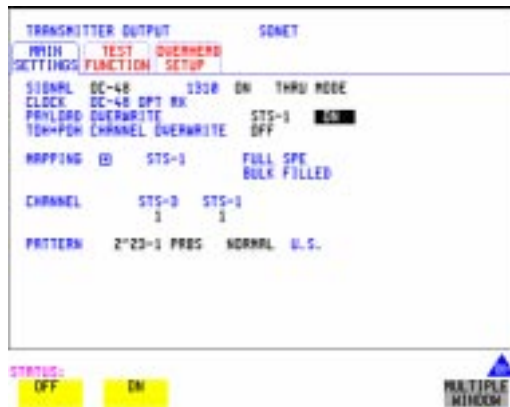 TRANSMITTER OUTPUT SONET
MAIN SETTINGS TEST FUNCTION OVERHEAD SETUP
SIGNAL OC-48 1310 ON THRU MODE
CLOCK OC-48 OPT RX
PAYLOAD OVERWRITE STS-1 ON
TOH+POH CHANNEL OVERWRITE OFF
MAPPING STS-1 FULL SPE
BULK FILLED
CHANNEL STS-3 STS-1
1 1
PATTERN 2^23-1 PRBS NORMAL U.S.
STATUS:
OFF ON MULTIPLE WINDOW